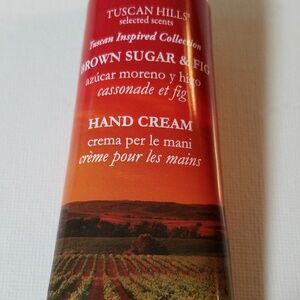 TUSCAN HILLS®
selected scents
Tuscan Inspired Collection
BROWN SUGAR & FIG
azúcar moreno y higo
cassonade et fig
HAND CREAM
crema per le mani
crème pour les mains